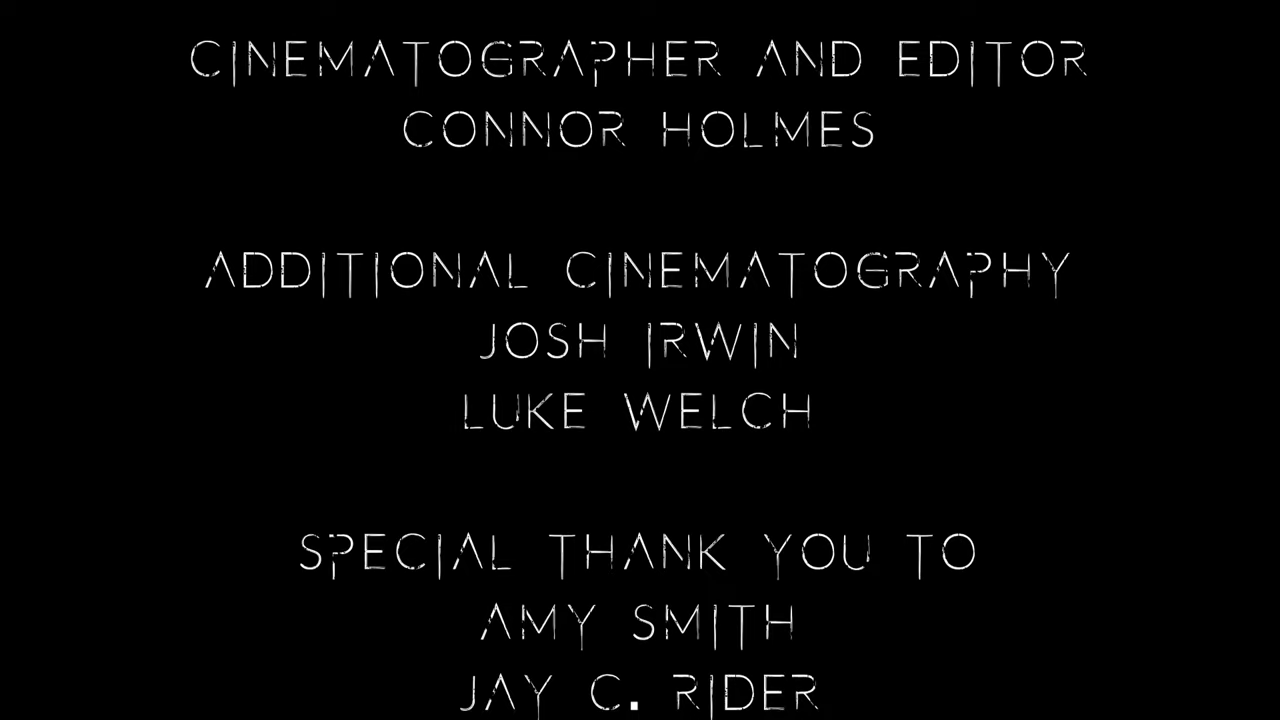 CINEMATOGRAPHER AND EDITOR
CONNOR HOLMES
ADDITIONAL CINEMATOGRAPHY
JOSH IRWIN
LUKE WELCH
SPECIAL THANK YOU TO
AMY SMITH
JAY C. RIDER